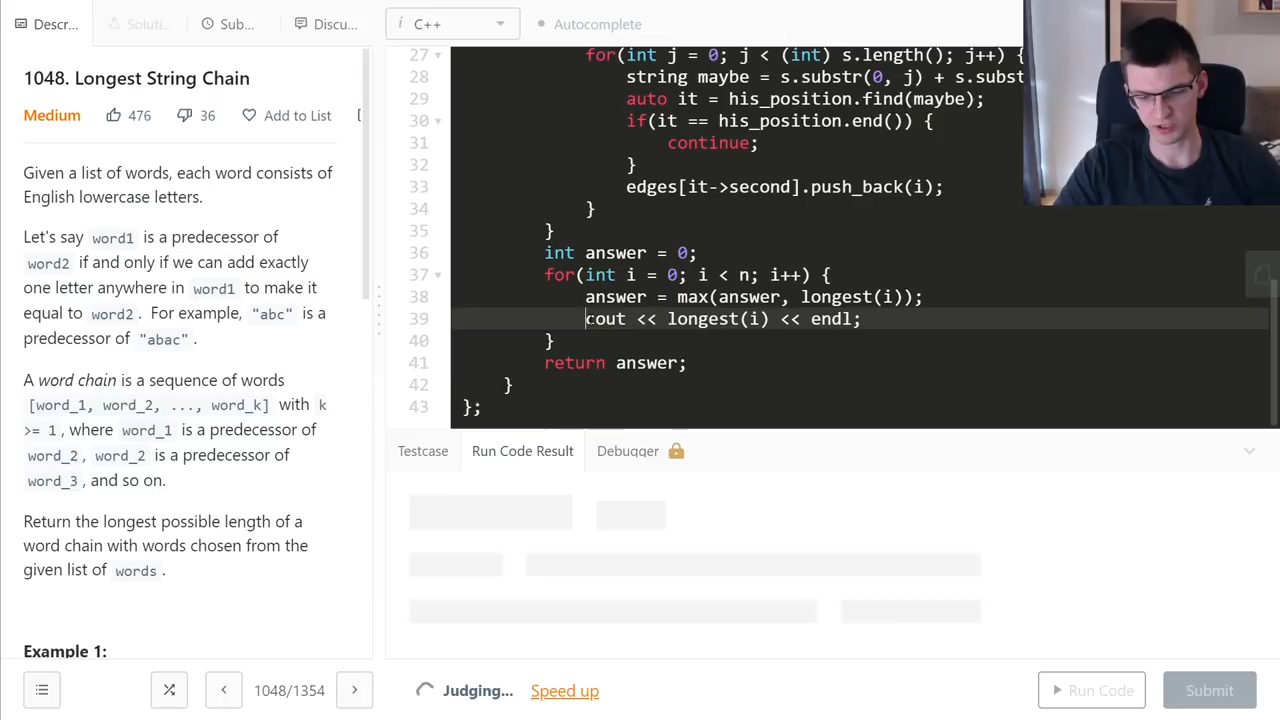 Descr...
Soluti...
Sub...
Discu...
i C++
Autocomplete
1048. Longest String Chain
Medium 476 36 Add to List
Given a list of words, each word consists of
English lowercase letters.
Let's say word1 is a predecessor of
word2 if and only if we can add exactly
one letter anywhere in word1 to make it
equal to word2. For example, "abc" is a
predecessor of "abac".
A word chain is a sequence of words
[word_1, word_2, ..., word_k] with k
>= 1, where word_1 is a predecessor of
word_2, word_2 is a predecessor of
word_3, and so on.
Return the longest possible length of a
word chain with words chosen from the
given list of words.
Example 1:
27 for(int j = 0; j < (int) s.length(); j++) {
28 string maybe = s.substr(0, j) + s.subst
29 auto it = his_position.find(maybe);
30 if(it == his_position.end()) {
31 continue;
32 }
33 edges[it->second].push_back(i);
34 }
35 }
36 int answer = 0;
37 for(int i = 0; i < n; i++) {
38 answer = max(answer, longest(i));
39 cout << longest(i) << endl;
40 }
41 return answer;
42 }
43 };
Testcase
Run Code Result
Debugger
1048/1354
Judging...
Speed up
Run Code
Submit